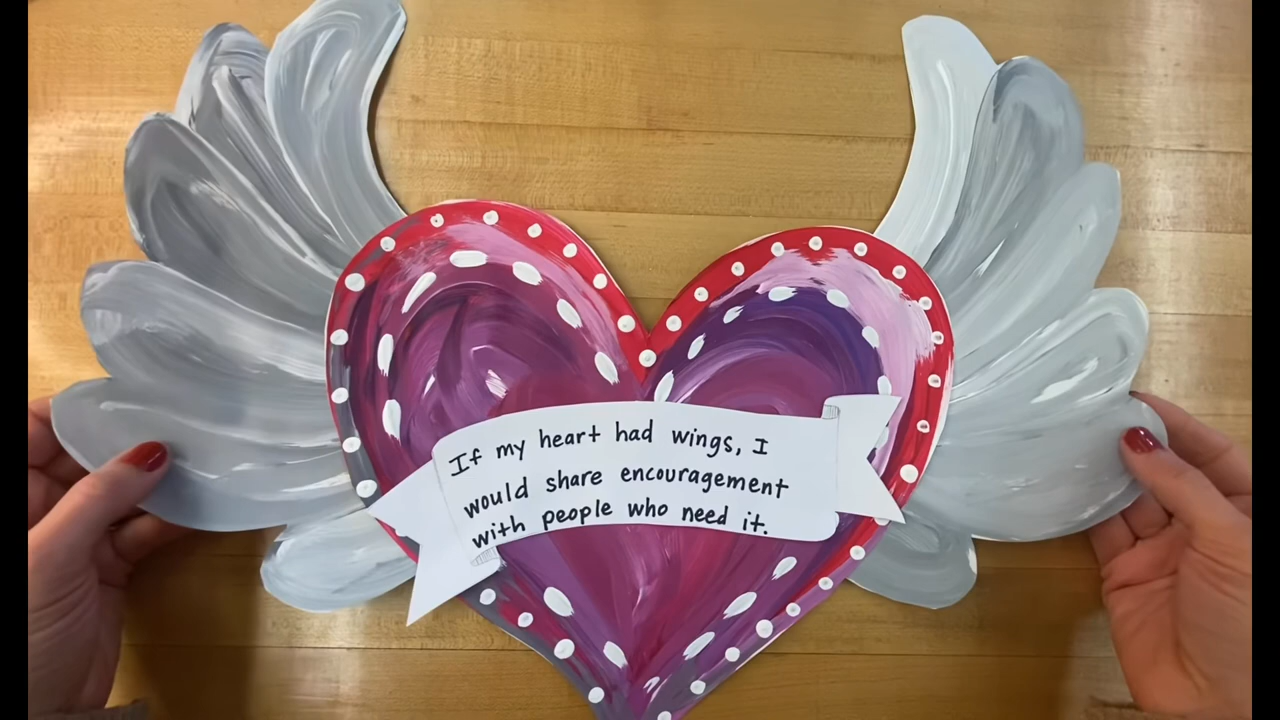 If my heart had wings, I
would share encouragement
with people who need it.